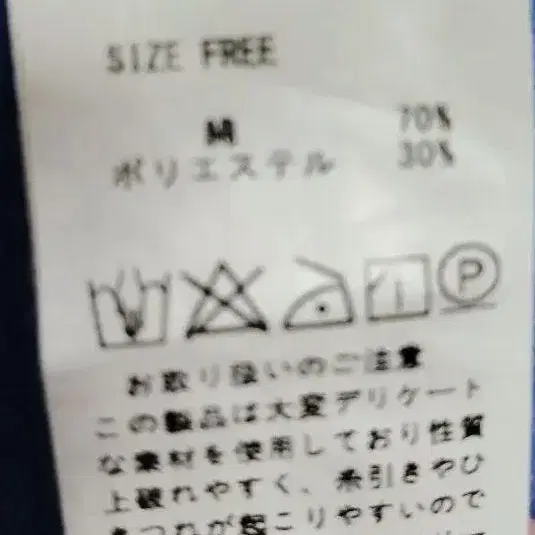 SIZE FREE
綿 70%
ポリエステル 30%
P
お取り扱いのご注意
この製品は大変デリケート
な素材を使用しており性質
上破れやすく、糸引きやひ
きつれが起こりやすいので